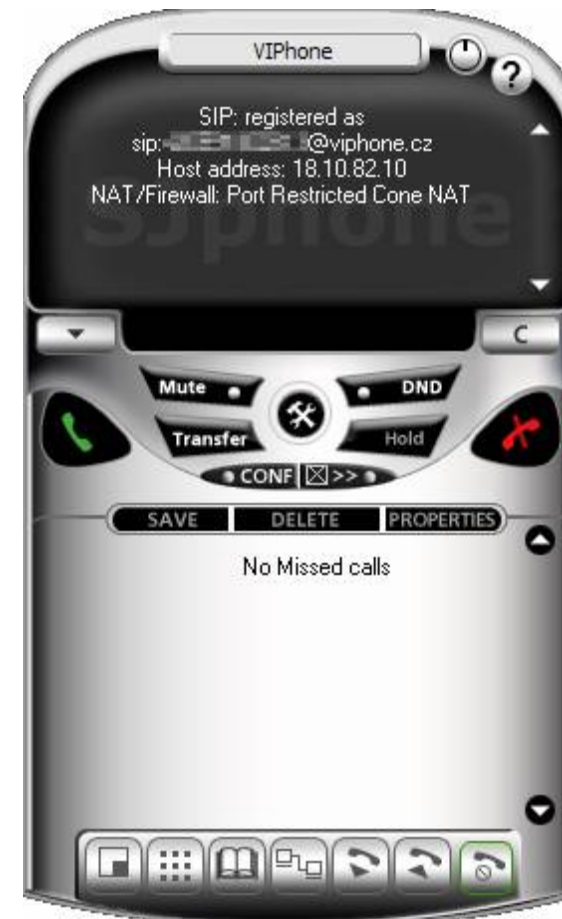 VIPhone
?
SIP: registered as
sip: @viphone.cz
Host address: 18.10.82.10
NAT/Firewall: Port Restricted Cone NAT
SJphone
C
Mute
DND
Transfer
Hold
CONF >>
SAVE DELETE PROPERTIES
No Missed calls